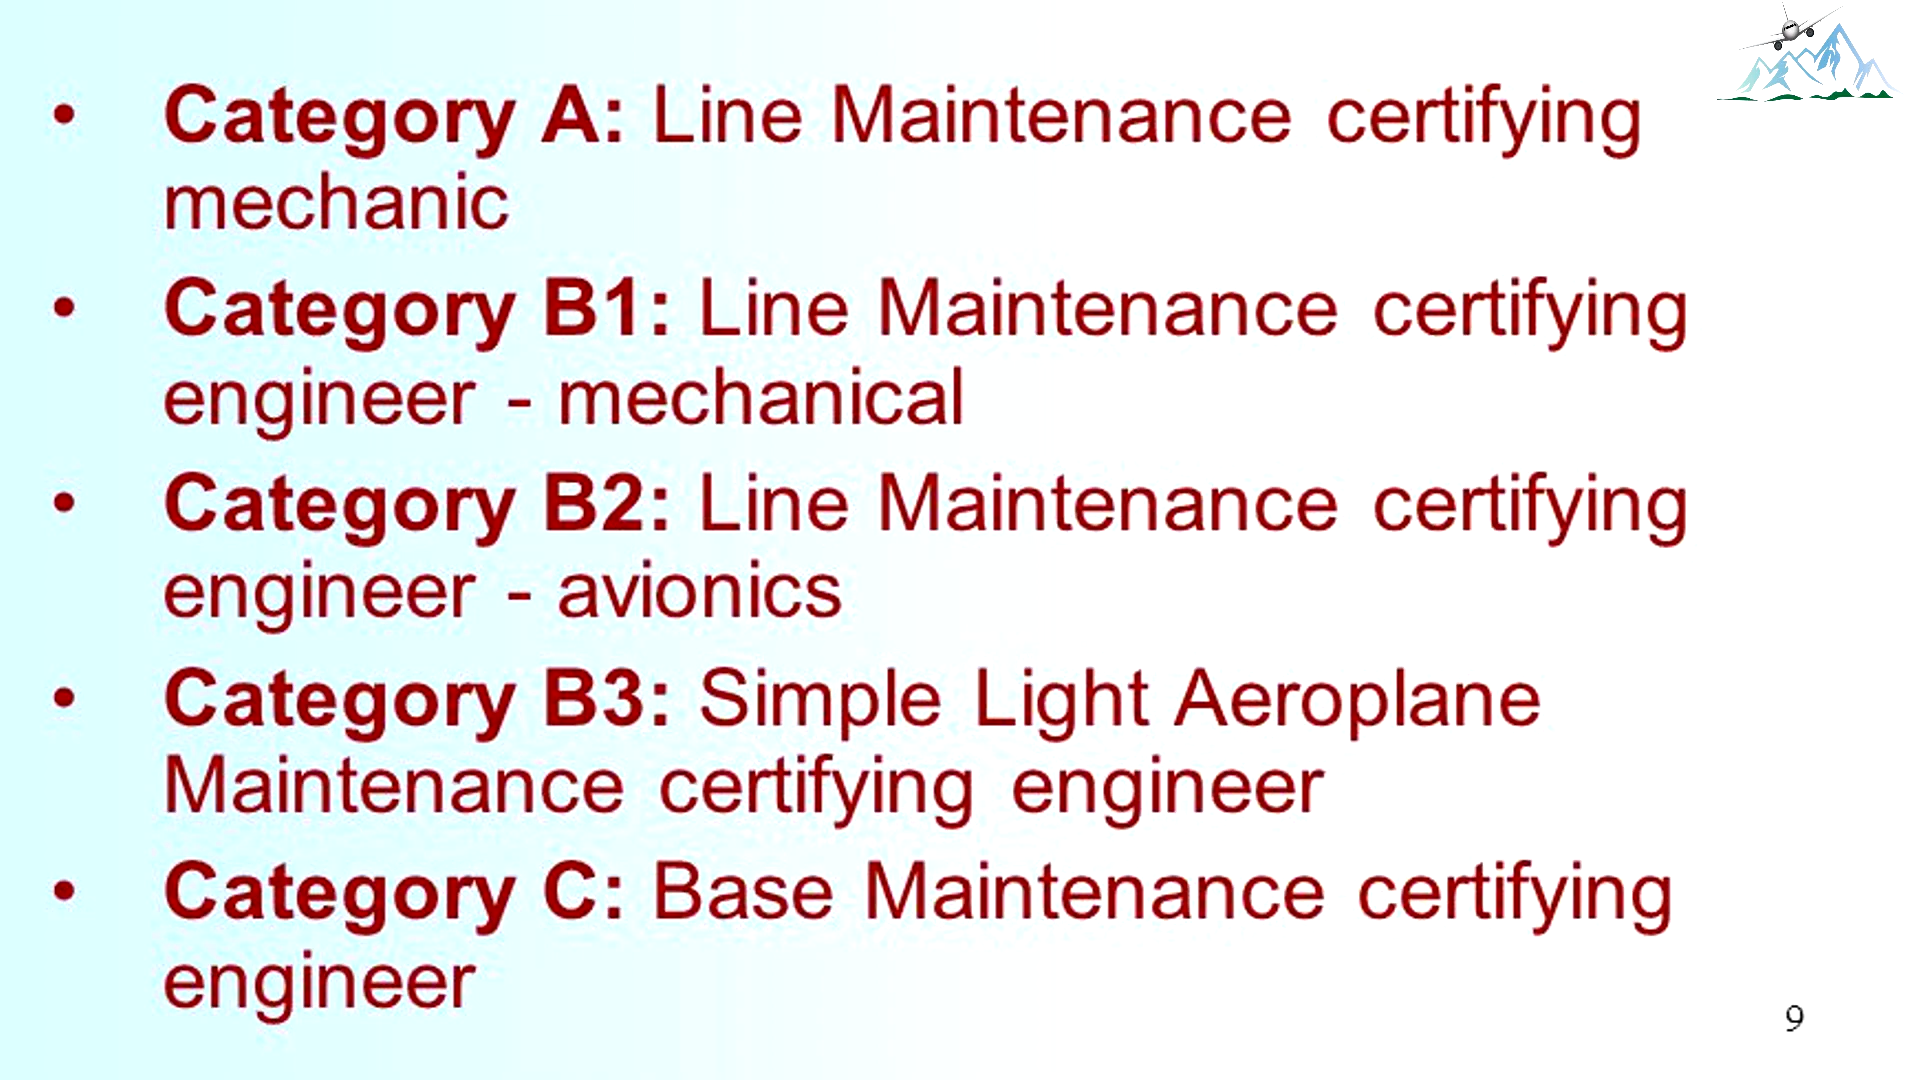 • Category A: Line Maintenance certifying
mechanic
• Category B1: Line Maintenance certifying
engineer - mechanical
• Category B2: Line Maintenance certifying
engineer - avionics
• Category B3: Simple Light Aeroplane
Maintenance certifying engineer
• Category C: Base Maintenance certifying
engineer
9